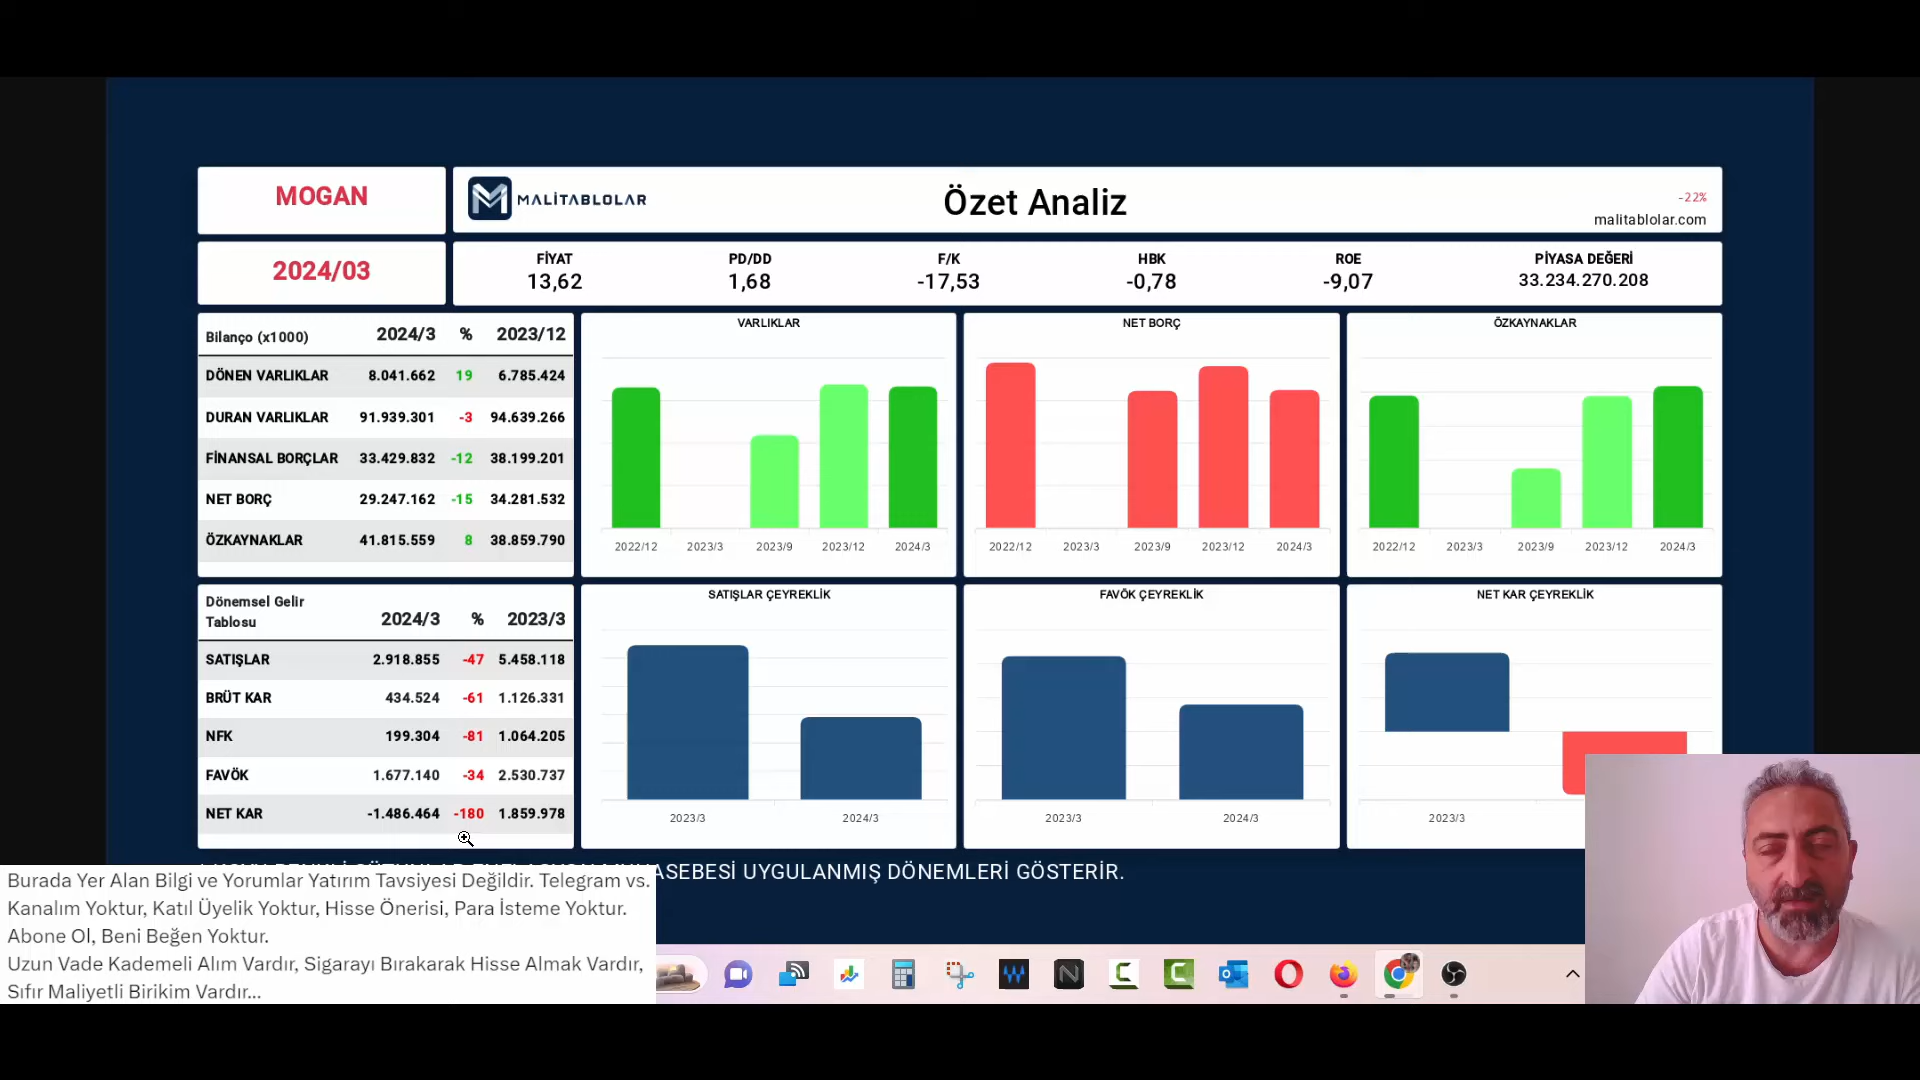 MOGAN
MALİTABLOLAR
Özet Analiz
-22%
malitablolar.com
2024/03
FİYAT PD/DD F/K HBK ROE PİYASA DEĞERİ
13,62 1,68 -17,53 -0,78 -9,07 33.234.270.208
Bilanço (x1000) 2024/3 % 2023/12
DÖNEN VARLIKLAR 8.041.662 19 6.785.424
DURAN VARLIKLAR 91.939.301 -3 94.639.266
FİNANSAL BORÇLAR 33.429.832 -12 38.199.201
NET BORÇ 29.247.162 -15 34.281.532
ÖZKAYNAKLAR 41.815.559 8 38.859.790
VARLIKLAR
2022/12 2023/3 2023/9 2023/12 2024/3
NET BORÇ
2022/12 2023/3 2023/9 2023/12 2024/3
ÖZKAYNAKLAR
2022/12 2023/3 2023/9 2023/12 2024/3
Dönemsel Gelir
Tablosu 2024/3 % 2023/3
SATIŞLAR 2.918.855 -47 5.458.118
BRÜT KAR 434.524 -61 1.126.331
NFK 199.304 -81 1.064.205
FAVÖK 1.677.140 -34 2.530.737
NET KAR -1.486.464 -180 1.859.978
SATIŞLAR ÇEYREKLİK
2023/3 2024/3
FAVÖK ÇEYREKLİK
2023/3 2024/3
NET KAR ÇEYREKLİK
2023/3
UYGULANMIŞ DÖNEMLERİ GÖSTERİR.
Burada Yer Alan Bilgi ve Yorumlar Yatırım Tavsiyesi Değildir. Telegram vs.
Kanalım Yoktur, Katıl Üyelik Yoktur, Hisse Önerisi, Para İsteme Yoktur.
Abone Ol, Beni Beğen Yoktur.
Uzun Vade Kademeli Alım Vardır, Sigarayı Bırakarak Hisse Almak Vardır,
Sıfır Maliyetli Birikim Vardır...